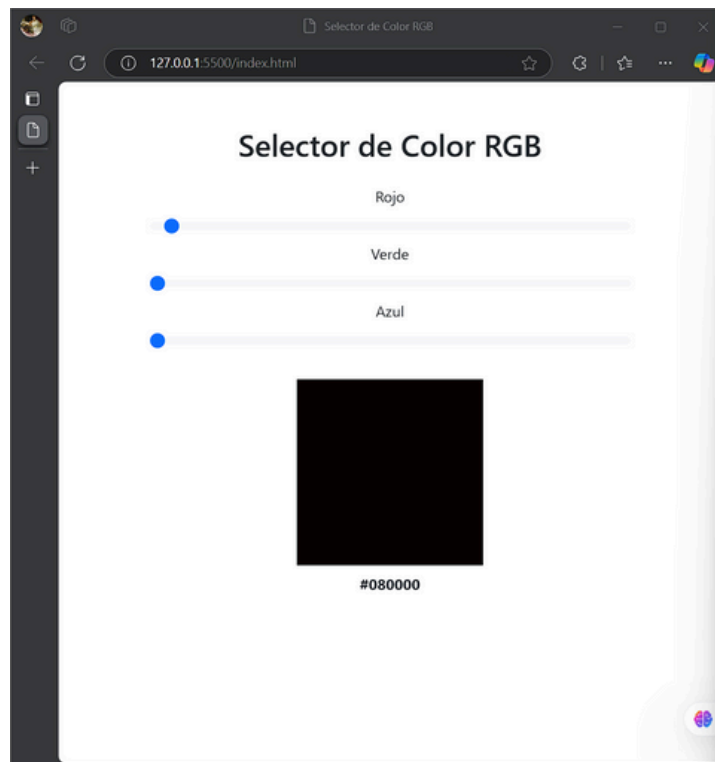 Selector de Color RGB
127.0.0.1:5500/index.html
Selector de Color RGB
Rojo
Verde
Azul
#080000